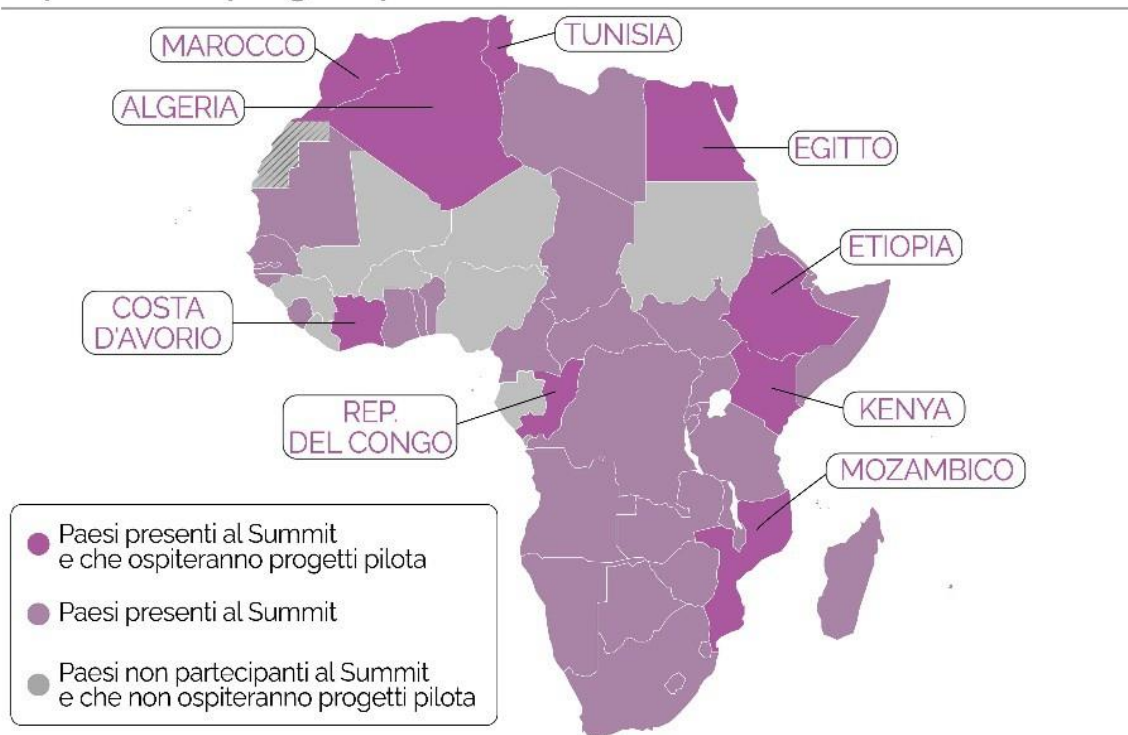 MAROCCO
TUNISIA
ALGERIA
EGITTO
ETIOPIA
COSTA
D'AVORIO
REP.
DEL CONGO
KENYA
MOZAMBICO
Paesi presenti al Summit
e che ospiteranno progetti pilota
Paesi presenti al Summit
Paesi non partecipanti al Summit
e che non ospiteranno progetti pilota